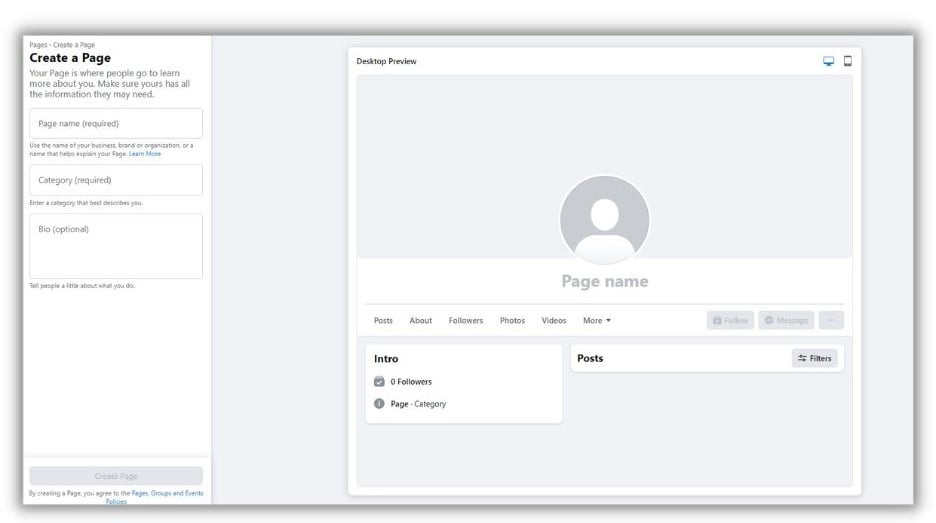 Pages · Create a Page
Create a Page
Your Page is where people go to learn
more about you. Make sure yours has all
the information they may need.
Page name (required)
Use the name of your business, brand or organization, or a
name that helps explain your Page. Learn More
Category (required)
Enter a category that best describes you.
Bio (optional)
Tell people a little about what you do.
Create Page
By creating a Page, you agree to the Pages, Groups and Events
Policies
Desktop Preview
Page name
Posts About Followers Photos Videos More Follow Message
Intro
0 Followers
Page · Category
Posts Filters